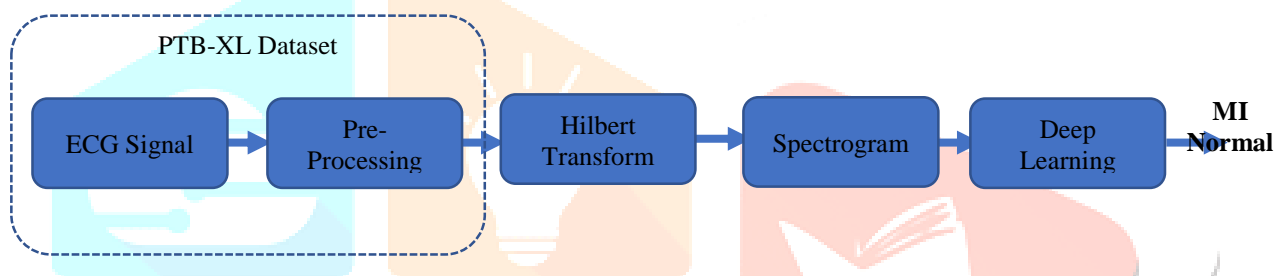 PTB-XL Dataset
ECG Signal
Pre-
Processing
Hilbert
Transform
Spectrogram
Deep
Learning
MI
Normal